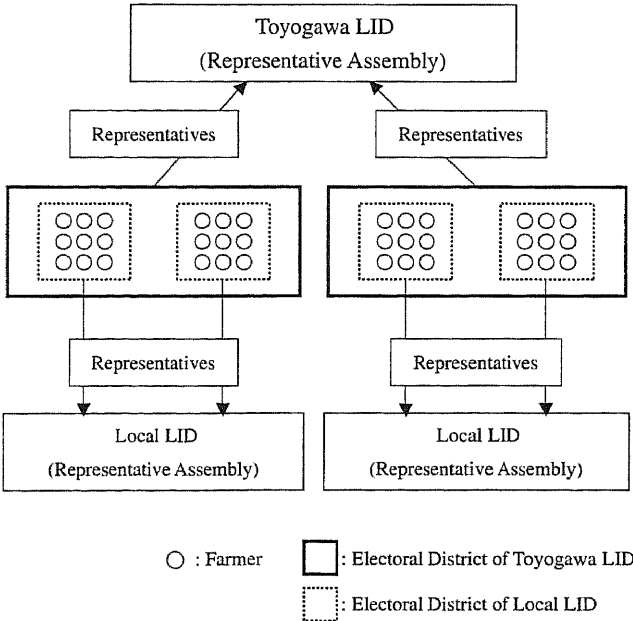 Toyogawa LID
(Representative Assembly)
Representatives
Representatives
Representatives
Representatives
Local LID
(Representative Assembly)
Local LID
(Representative Assembly)
: Farmer
: Electoral District of Toyogawa LID
: Electoral District of Local LID